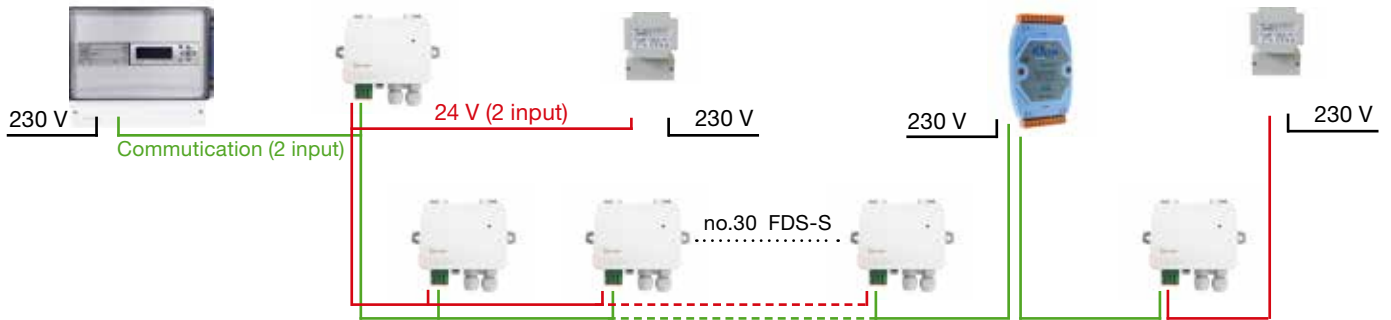 230 V
24 V (2 input)
230 V
230 V
230 V
Commutication (2 input)
no.30 FDS-S